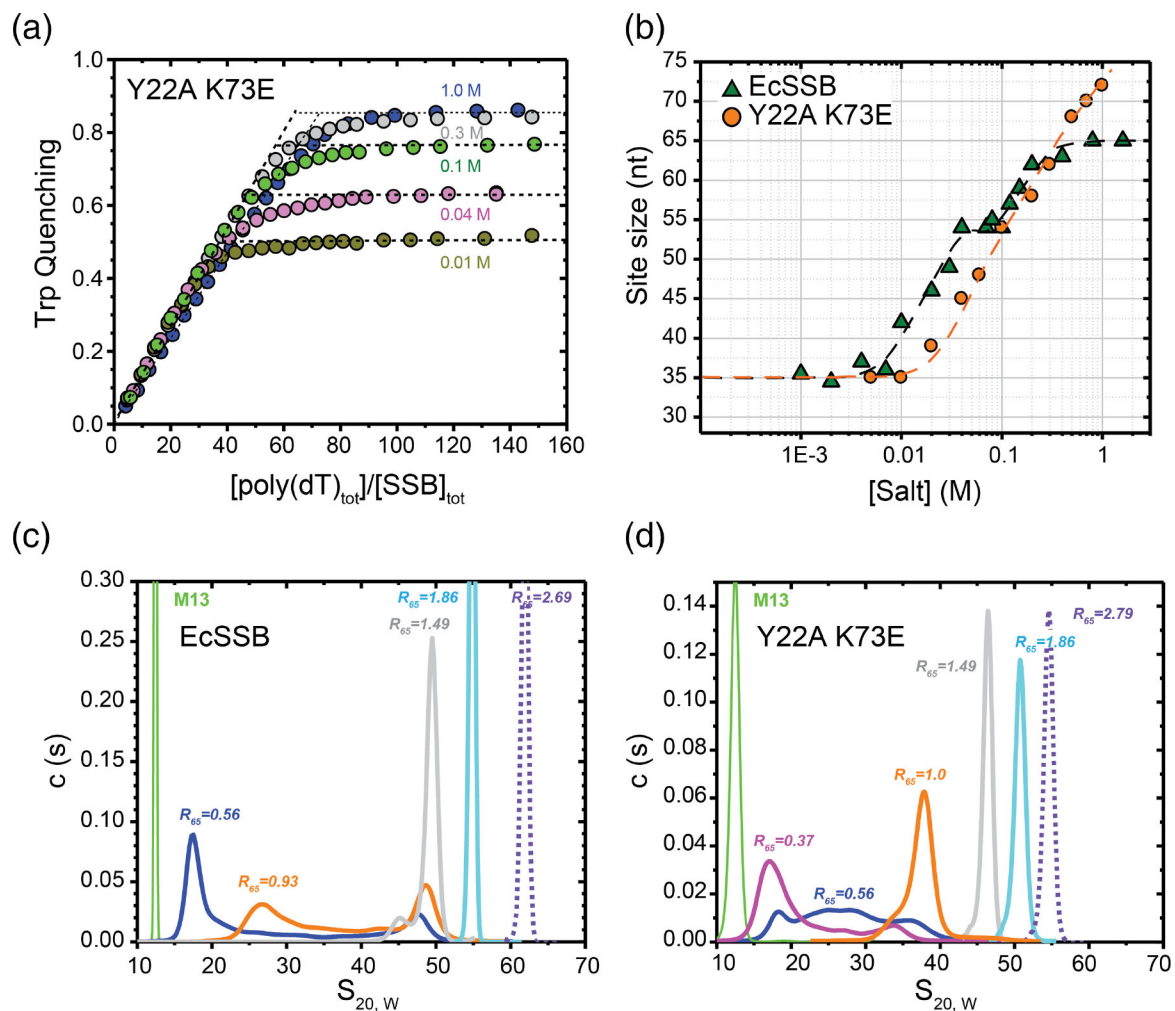 (a)
Y22A K73E
1.0 M
0.3 M
0.1 M
0.04 M
0.01 M
Trp Quenching
1.0
0.8
0.6
0.4
0.2
0.0
0 20 40 60 80 100 120 140 160
[poly(dT)tot]/[SSB]tot
(b)
EcSSB
Y22A K73E
Site size (nt)
75
70
65
60
55
50
45
40
35
30
1E-3 0.01 0.1 1
[Salt] (M)
(c)
M13
EcSSB
R65=1.86
R65=2.69
R65=1.49
R65=0.56
R65=0.93
c (s)
0.30
0.25
0.20
0.15
0.10
0.05
0.00
10 20 30 40 50 60 70
S20, W
(d)
M13
Y22A K73E
R65=2.79
R65=1.86
R65=1.49
R65=1.0
R65=0.37
R65=0.56
c (s)
0.14
0.12
0.10
0.08
0.06
0.04
0.02
0.00
10 20 30 40 50 60 70
S20, W